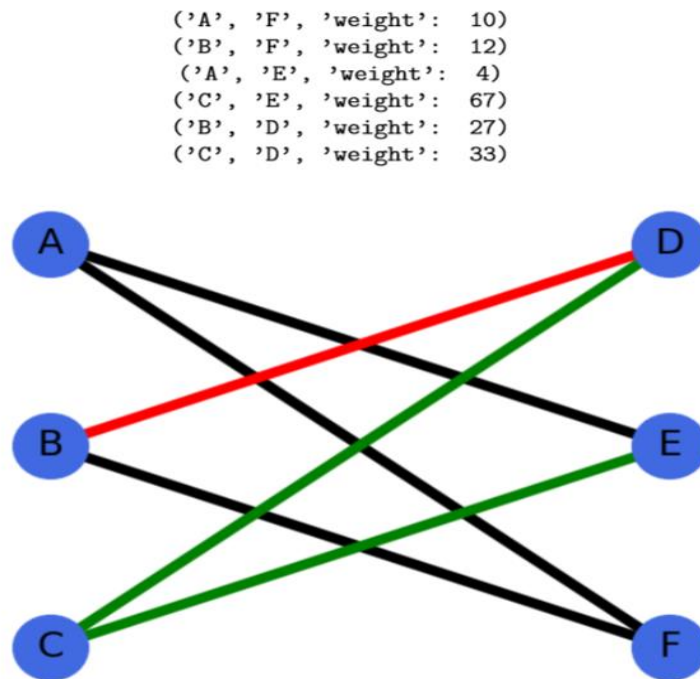 (’A’, ’F’, ’weight’: 10)
(’B’, ’F’, ’weight’: 12)
(’A’, ’E’, ’weight’: 4)
(’C’, ’E’, ’weight’: 67)
(’B’, ’D’, ’weight’: 27)
(’C’, ’D’, ’weight’: 33)
A D
B E
C F